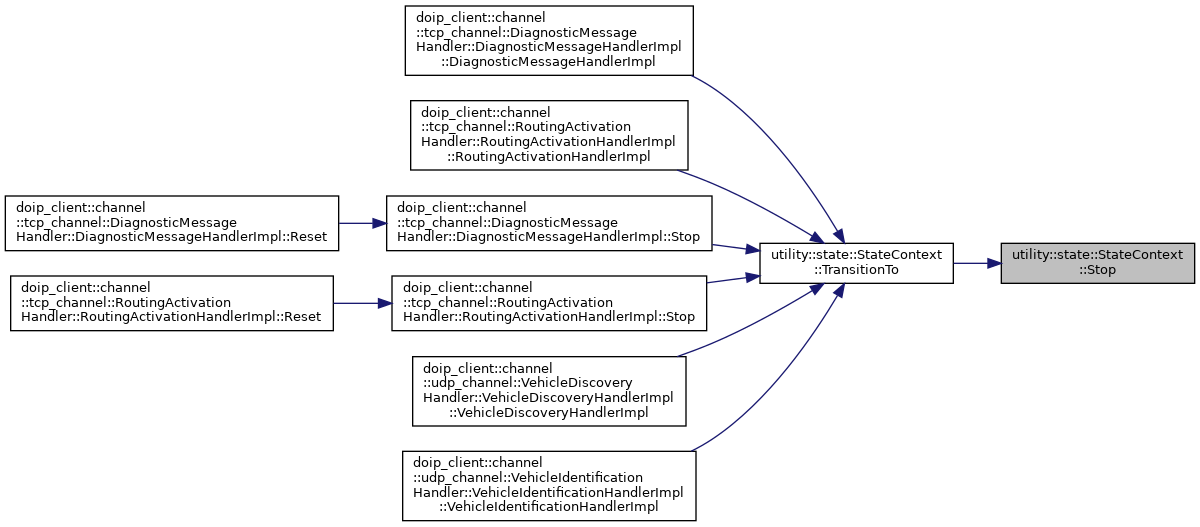 doip_client::channel
::tcp_channel::DiagnosticMessage
Handler::DiagnosticMessageHandlerImpl
::DiagnosticMessageHandlerImpl
doip_client::channel
::tcp_channel::RoutingActivation
Handler::RoutingActivationHandlerImpl
::RoutingActivationHandlerImpl
doip_client::channel
::tcp_channel::DiagnosticMessage
Handler::DiagnosticMessageHandlerImpl::Reset
doip_client::channel
::tcp_channel::DiagnosticMessage
Handler::DiagnosticMessageHandlerImpl::Stop
utility::state::StateContext
::TransitionTo
utility::state::StateContext
::Stop
doip_client::channel
::tcp_channel::RoutingActivation
Handler::RoutingActivationHandlerImpl::Reset
doip_client::channel
::tcp_channel::RoutingActivation
Handler::RoutingActivationHandlerImpl::Stop
doip_client::channel
::udp_channel::VehicleDiscovery
Handler::VehicleDiscoveryHandlerImpl
::VehicleDiscoveryHandlerImpl
doip_client::channel
::udp_channel::VehicleIdentification
Handler::VehicleIdentificationHandlerImpl
::VehicleIdentificationHandlerImpl